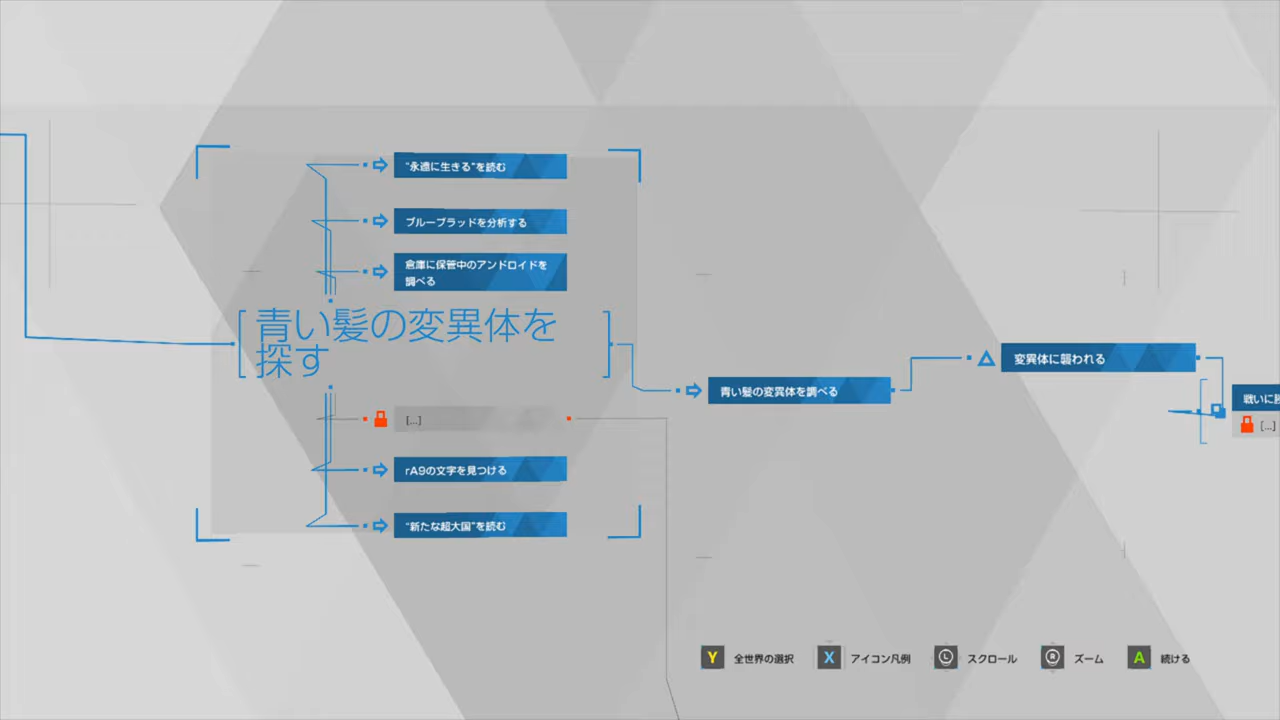 "永遠に生きる"を読む
ブルーブラッドを分析する
倉庫に保管中のアンドロイドを
調べる
青い髪の変異体を
探す
[...]
rA9の文字を見つける
"新たな超大国"を読む
青い髪の変異体を調べる
変異体に襲われる
戦いに
[...]
Y 全世界の選択
X アイコン凡例
L スクロール
R ズーム
A 続ける